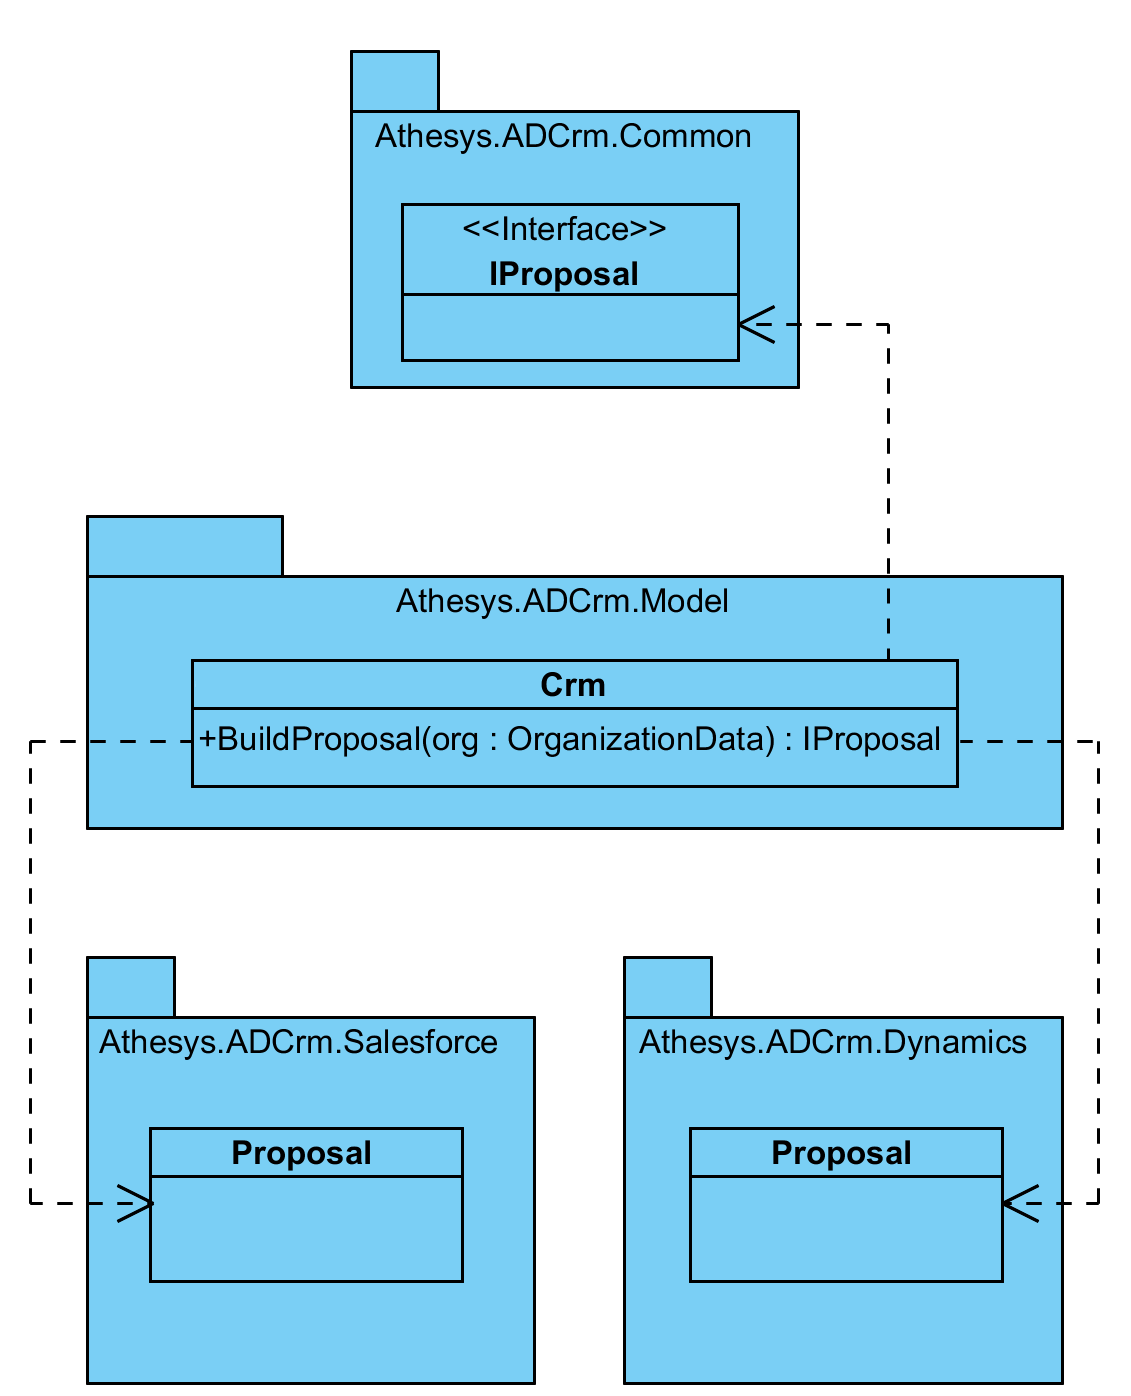 Athesys.ADCrm.Common
<<Interface>>
IProposal
Athesys.ADCrm.Model
Crm
+BuildProposal(org : OrganizationData) : IProposal
Athesys.ADCrm.Salesforce
Proposal
Athesys.ADCrm.Dynamics
Proposal